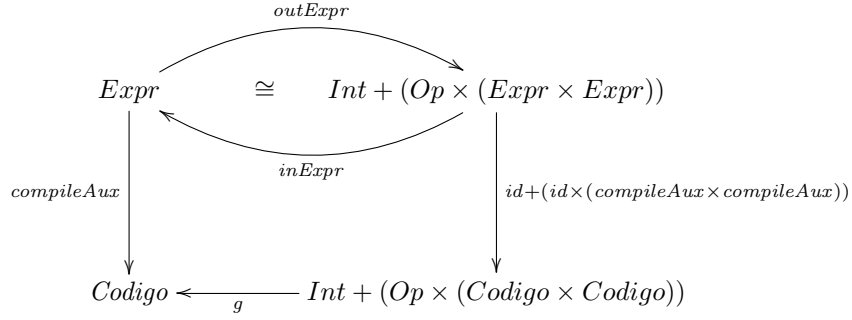 outExpr
Expr ≅ Int + (Op × (Expr × Expr))
inExpr
compileAux id+(id×(compileAux×compileAux))
Codigo Int + (Op × (Codigo × Codigo))
g